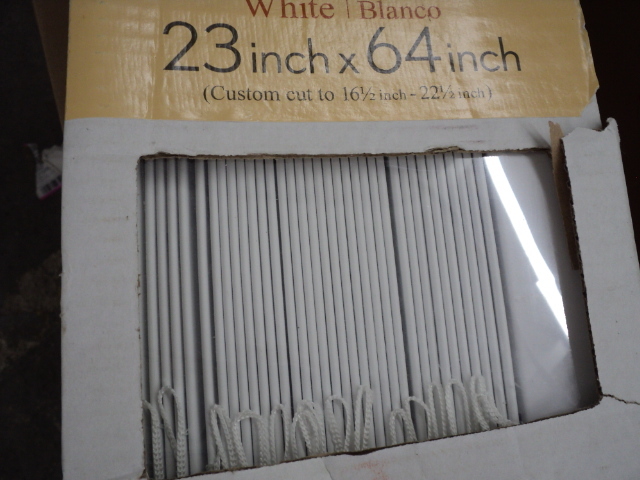 White | Blanco
23 inch x 64 inch
(Custom cut to 16½ inch - 22½ inch)